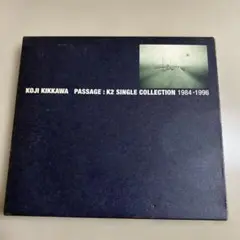 KOJI KIKKAWA PASSAGE : K2 SINGLE COLLECTION 1984-1996